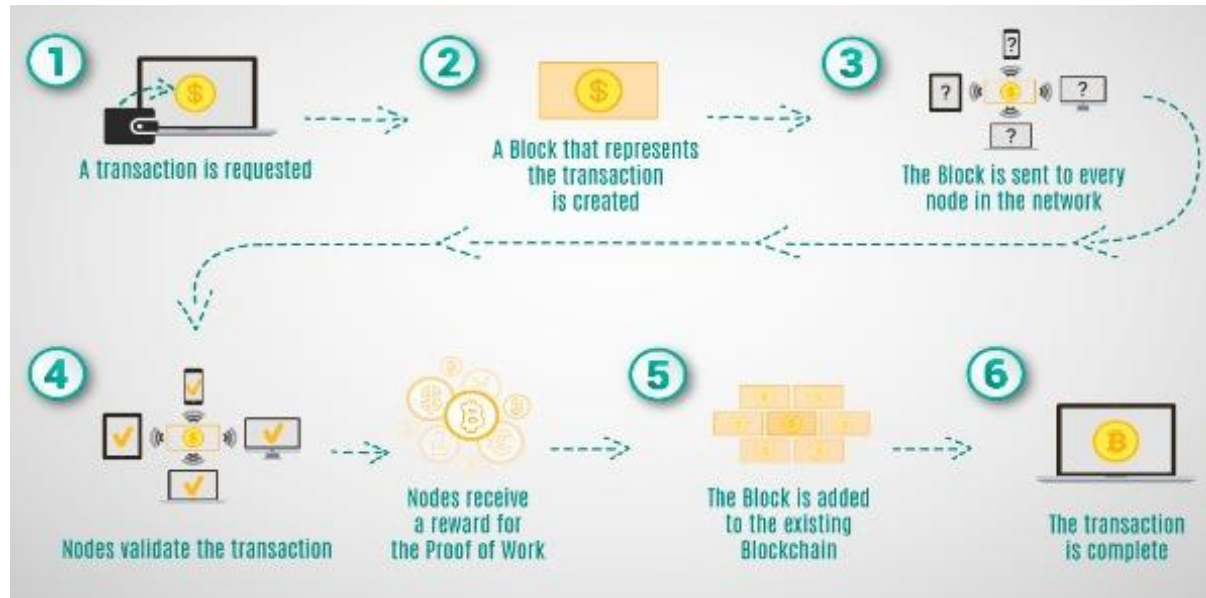 1
A transaction is requested
2
A Block that represents
the transaction
is created
3
The Block is sent to every
node in the network
4
Nodes validate the transaction
Nodes receive
a reward for
the Proof of Work
5
The Block is added
to the existing
Blockchain
6
The transaction
is complete